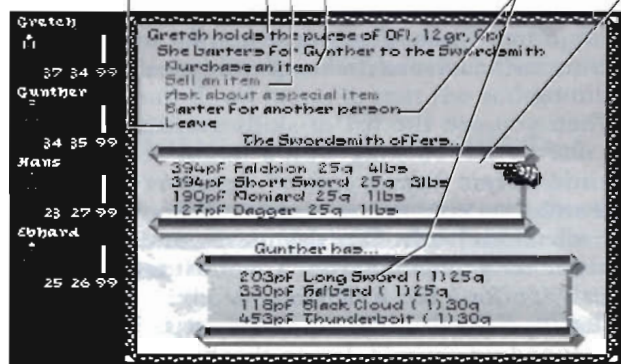 Gretch
37 34 99
Gunther
34 35 99
Hans
23 27 99
Ebhard
25 26 99
Gretch holds the purse of 0Fl, 12gr, 0pf.
She barters for Gunther to the Swordsmith
Purchase an item
Sell an item
Ask about a special item
Barter for another person
Leave
The Swordsmith offers...
394pf Falchion 25q 4lbs
394pf Short Sword 25q 3lbs
190pf Poniard 25q 1lbs
127pf Dagger 25q 1lbs
Gunther has...
203pf Long Sword ( 1)25q
330pf Halberd ( 1)25q
118pf Black Cloud ( 1)30q
453pf Thunderbolt ( 1)30q